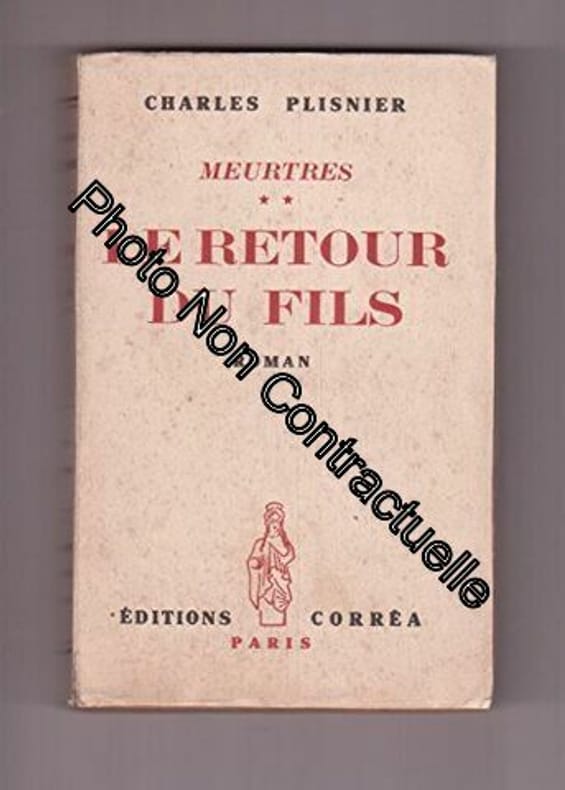 CHARLES PLISNIER
MEURTRES
★ ★
LE RETOUR
DU FILS
ROMAN
Photo Non Contractuelle
ÉDITIONS CORRÊA
PARIS